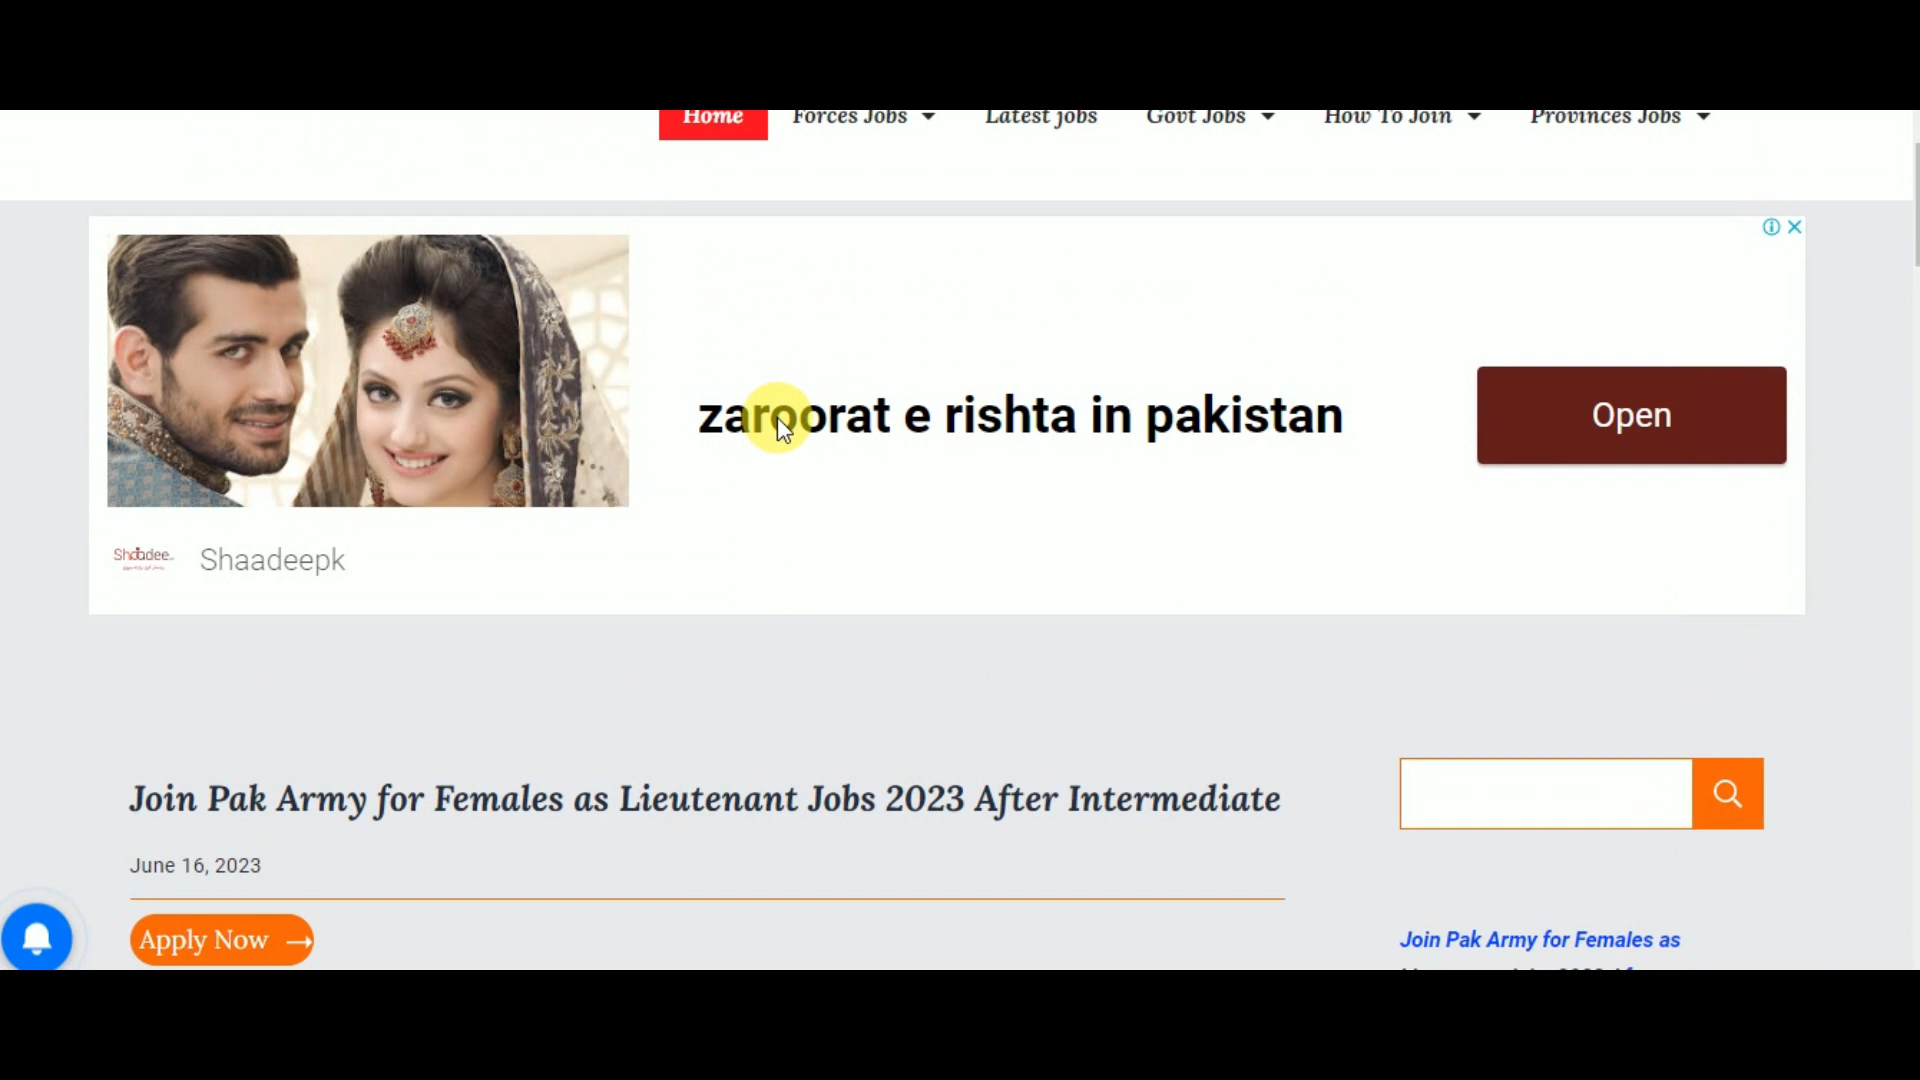 Home Forces Jobs Latest jobs Govt Jobs How To Join Provinces Jobs
zaroorat e rishta in pakistan
Open
Shaadee
Shaadeepk
Join Pak Army for Females as Lieutenant Jobs 2023 After Intermediate
June 16, 2023
Apply Now →
Join Pak Army for Females as